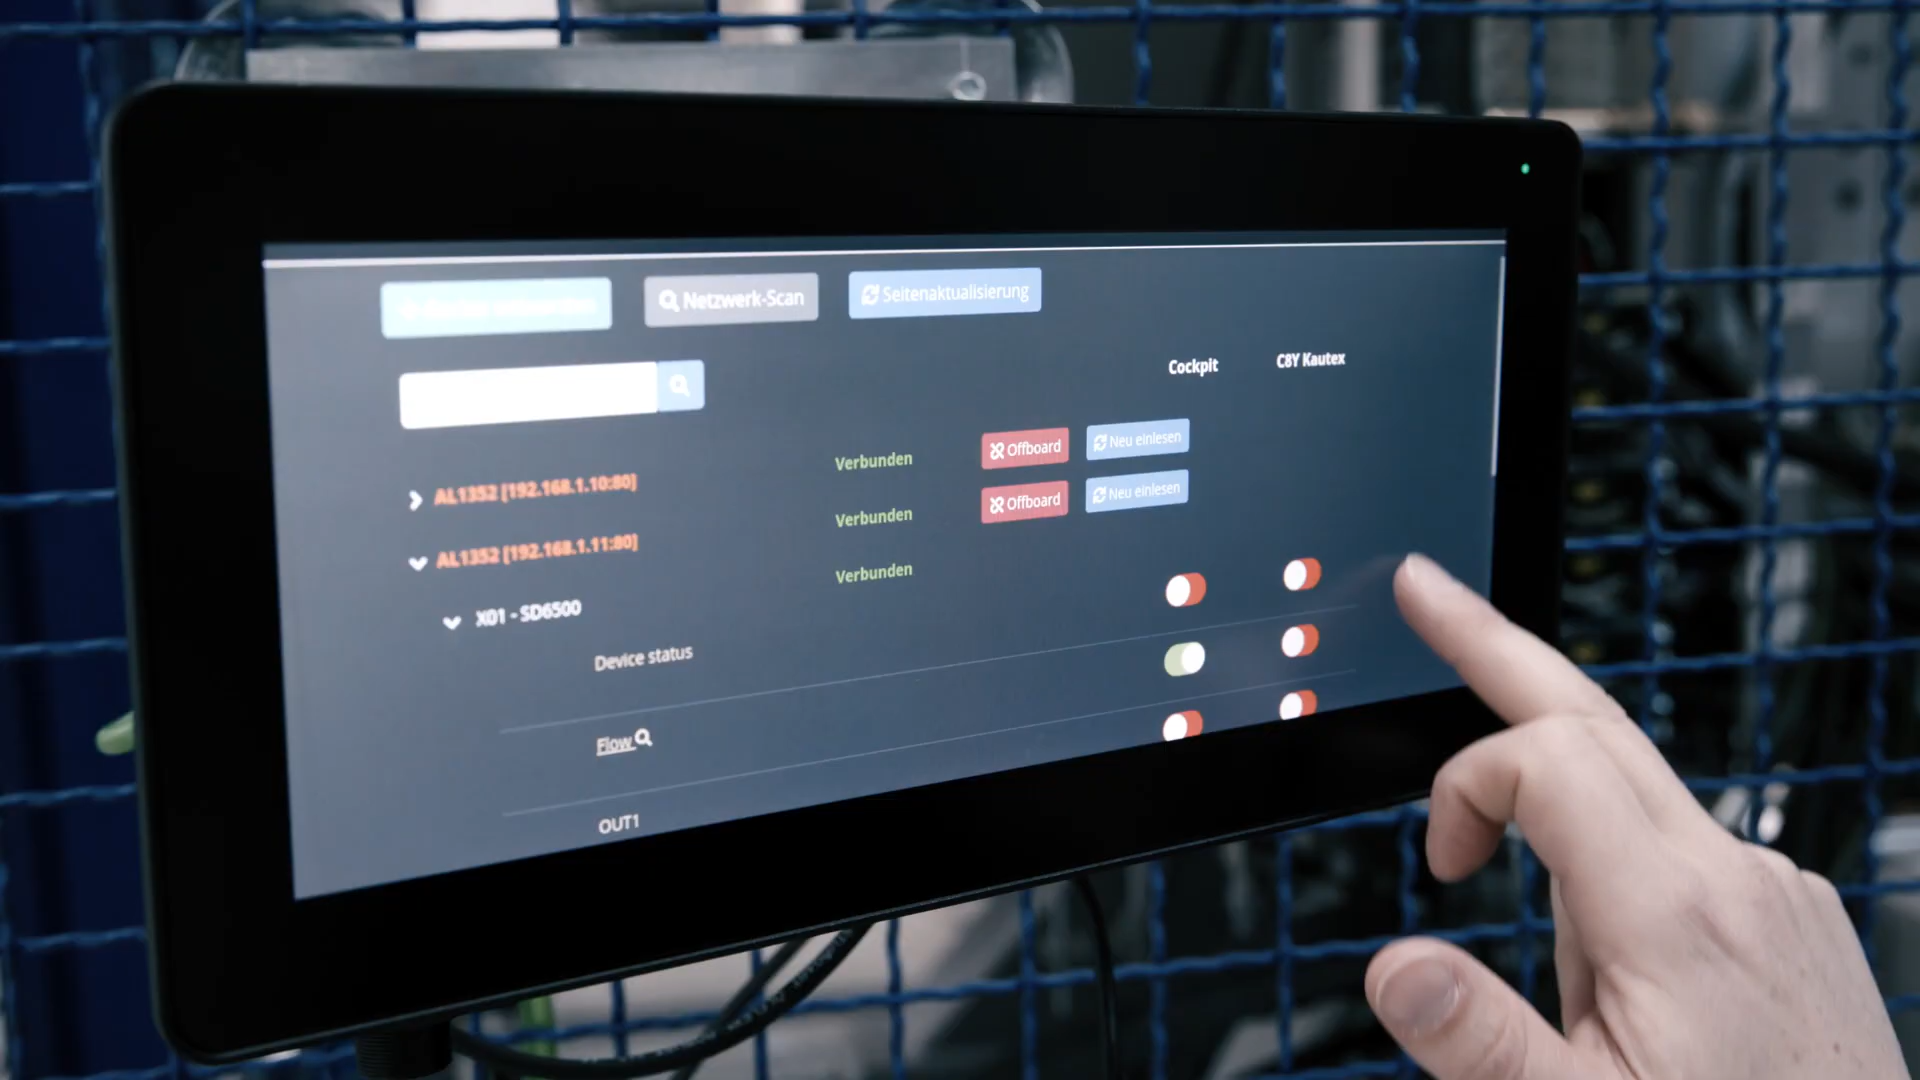 Netzwerk-Scan
Seitenaktualisierung
Cockpit
C8Y Kautex
AL1352 [192.168.1.10:80]
Verbunden
Offboard
Neu einlesen
AL1352 [192.168.1.11:80]
Verbunden
Offboard
Neu einlesen
X01 - SD6500
Verbunden
Device status
Flow
OUT1